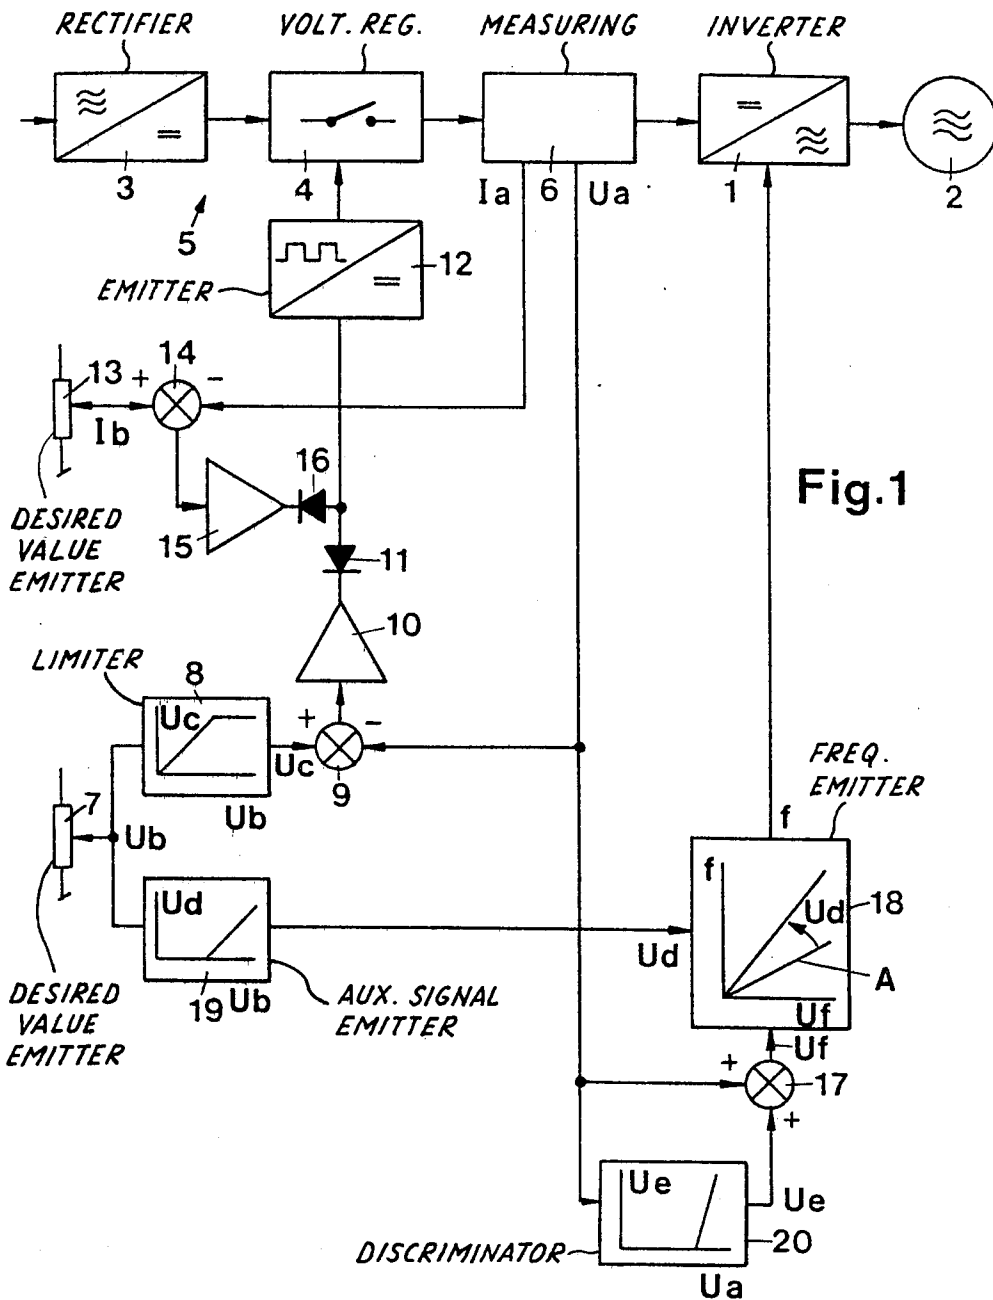 RECTIFIER VOLT. REG. MEASURING INVERTER
3 4 6 1 2
Ia Ua
5
12
EMITTER
14
13 + -
Ib
16
Fig.1
DESIRED
VALUE
EMITTER
15 11
10
LIMITER
8
Uc + -
Uc
9
Ub
FREQ.
EMITTER
7
Ub
f
f
Ud
18
Ud
Ud
A
19 Ub
DESIRED
VALUE
EMITTER
AUX. SIGNAL
EMITTER
Uf
Uf
+
17
+
Ue
Ue
20
DISCRIMINATOR
Ua